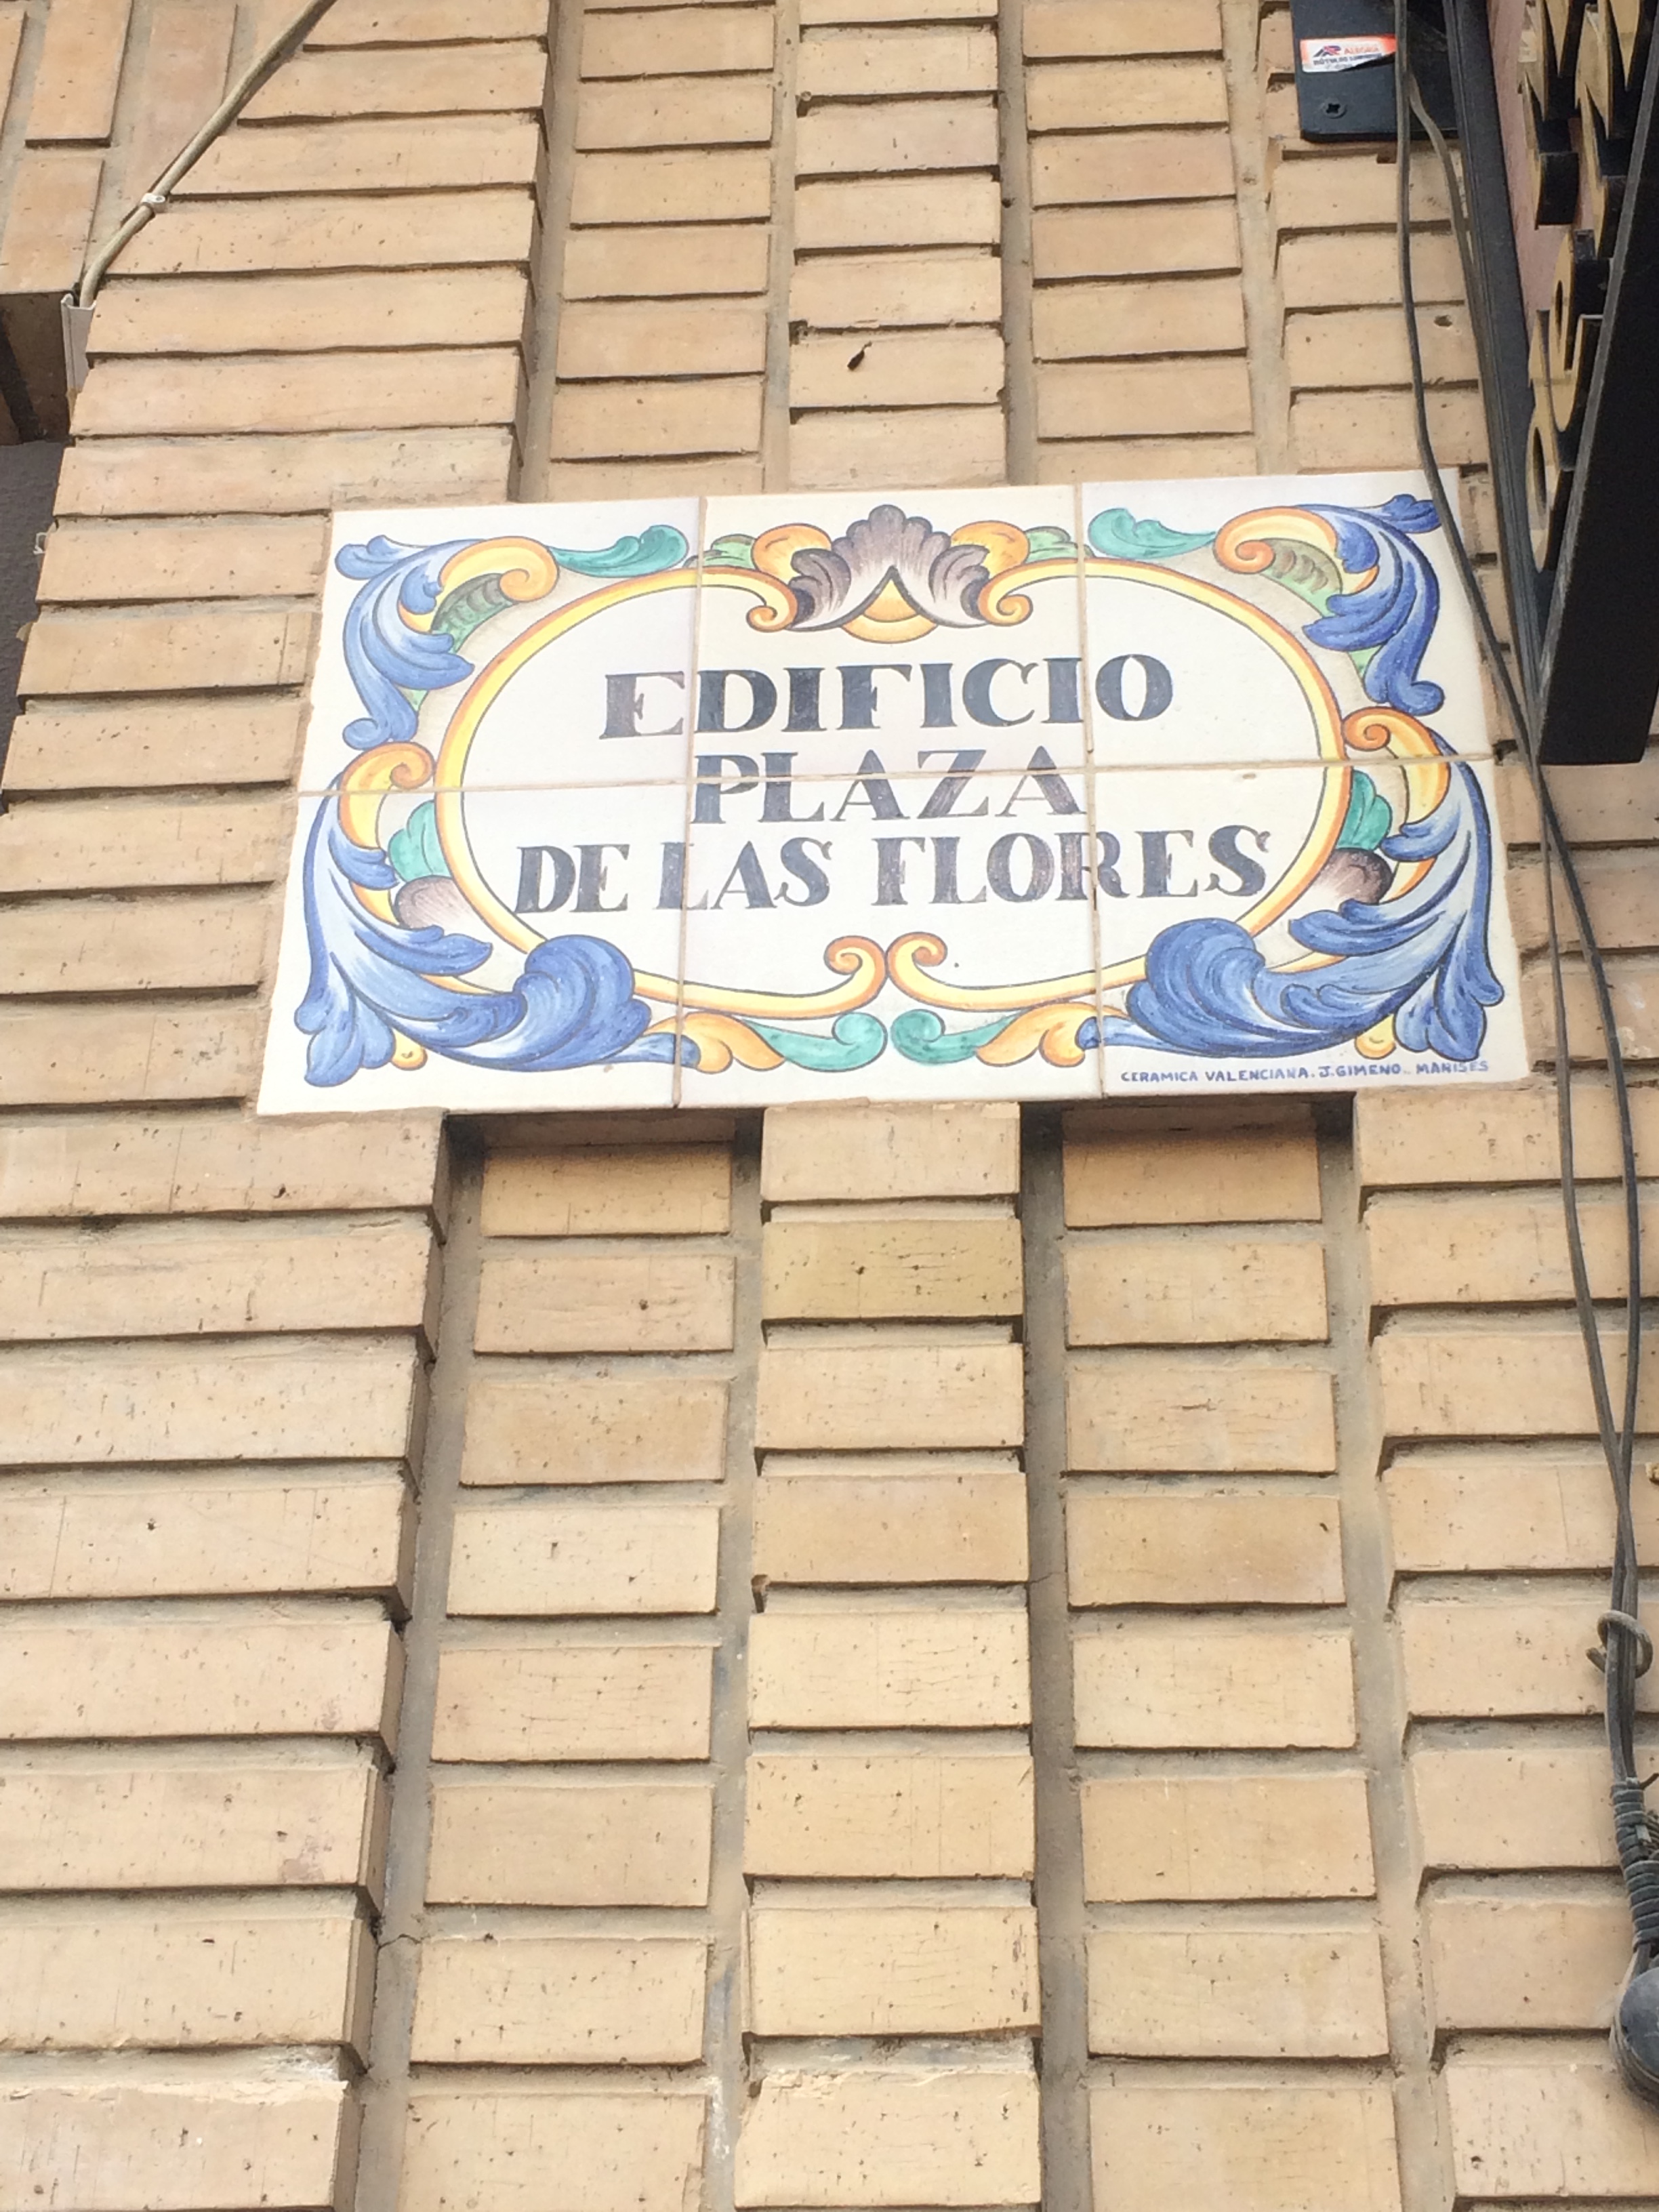 EDIFICIO
PLAZA
DE LAS FLORES
CERAMICA VALENCIANA. J. GIMENO.. MANISES